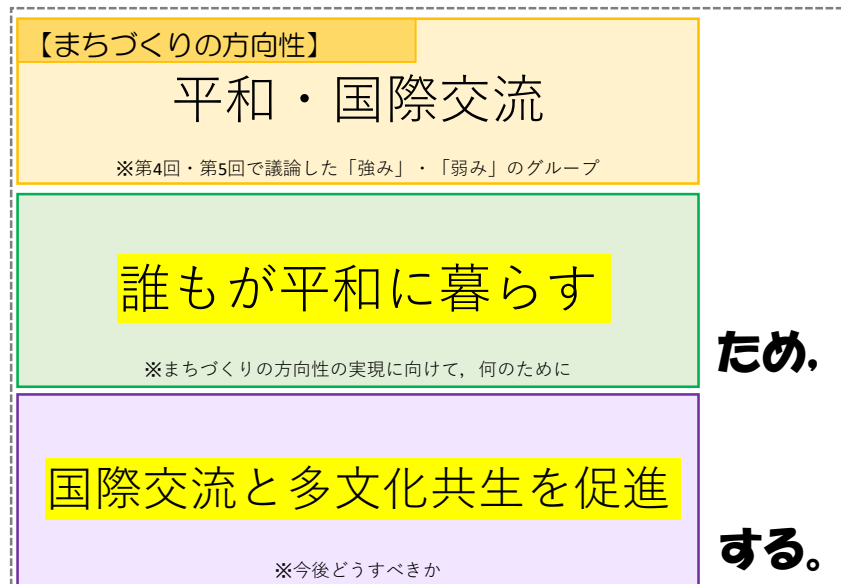 【まちづくりの方向性】
平和・国際交流
※第4回・第5回で議論した「強み」・「弱み」のグループ
誰もが平和に暮らす
ため,
※まちづくりの方向性の実現に向けて，何のために
国際交流と多文化共生を促進
する。
※今後どうすべきか